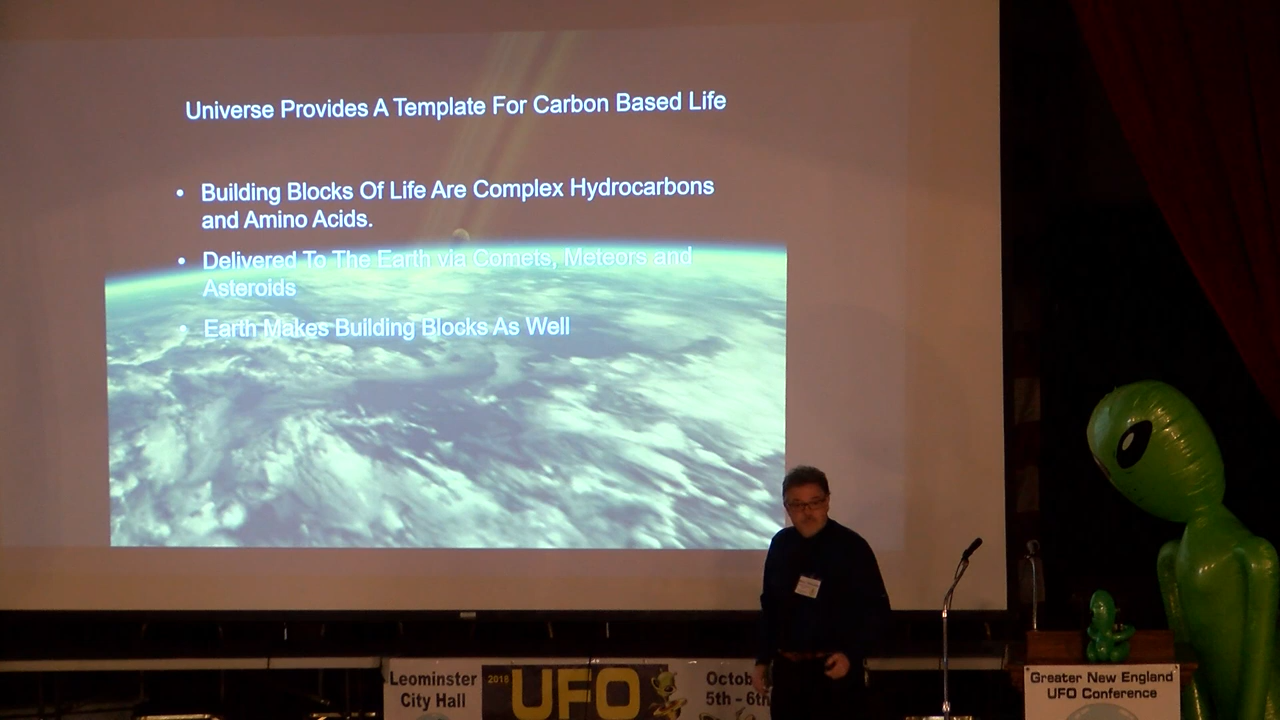 Universe Provides A Template For Carbon Based Life
• Building Blocks Of Life Are Complex Hydrocarbons
and Amino Acids.
• Delivered To The Earth via Comets, Meteors and
Asteroids
• Earth Makes Building Blocks As Well
Leominster
City Hall
2018
UFO
Octob
5th - 6th
Greater New England
UFO Conference